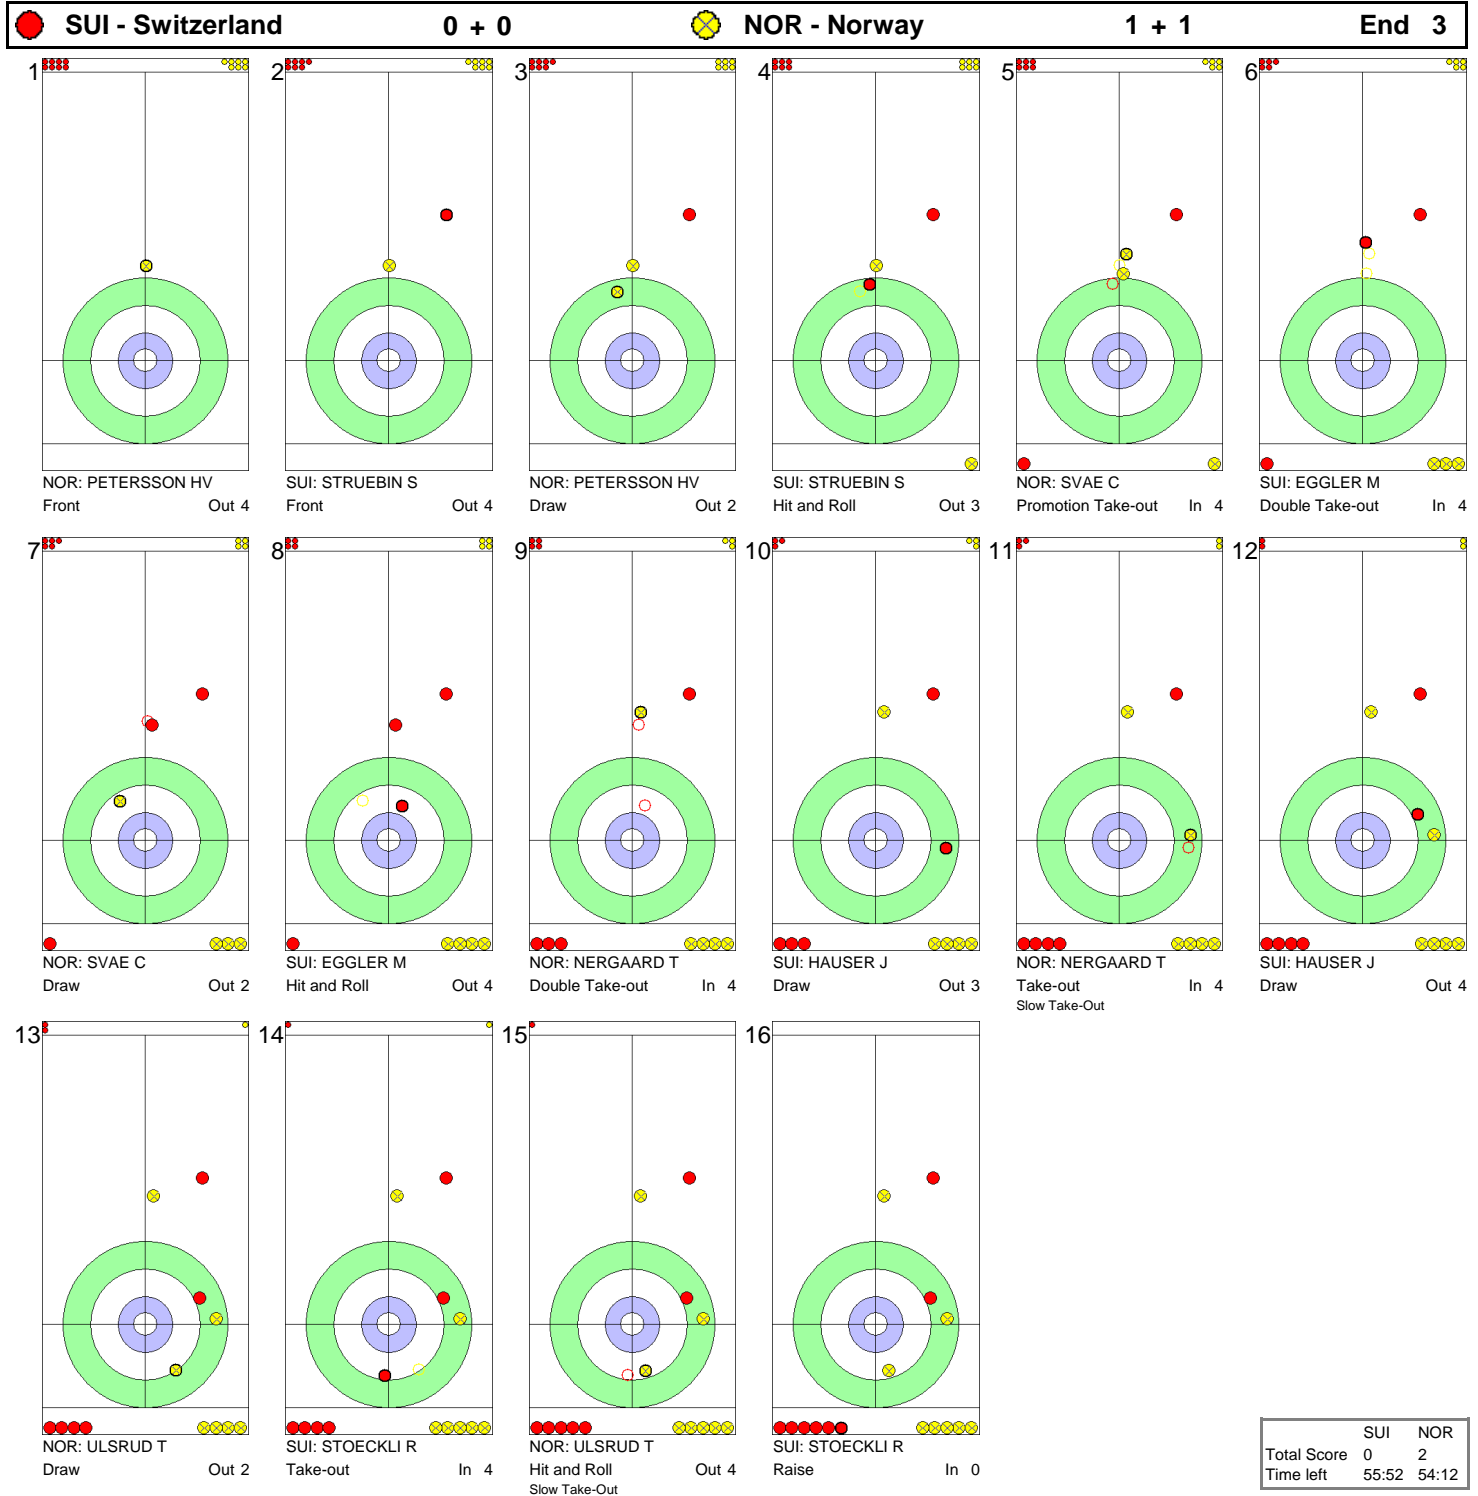 SUI - Switzerland 0 + 0 NOR - Norway 1 + 1 End 3
1 2 3 4 5 6
NOR: PETERSSON HV SUI: STRUEBIN S NOR: PETERSSON HV SUI: STRUEBIN S NOR: SVAE C SUI: EGGLER M
Front Out 4 Front Out 4 Draw Out 2 Hit and Roll Out 3 Promotion Take-out In 4 Double Take-out In 4
7 8 9 10 11 12
NOR: SVAE C SUI: EGGLER M NOR: NERGAARD T SUI: HAUSER J NOR: NERGAARD T SUI: HAUSER J
Draw Out 2 Hit and Roll Out 4 Double Take-out In 4 Draw Out 3 Take-out In 4 Draw Out 4
Slow Take-Out
13 14 15 16
NOR: ULSRUD T SUI: STOECKLI R NOR: ULSRUD T SUI: STOECKLI R
Draw Out 2 Take-out In 4 Hit and Roll Out 4 Raise In 0
Slow Take-Out
SUI NOR
Total Score 0 2
Time left 55:52 54:12